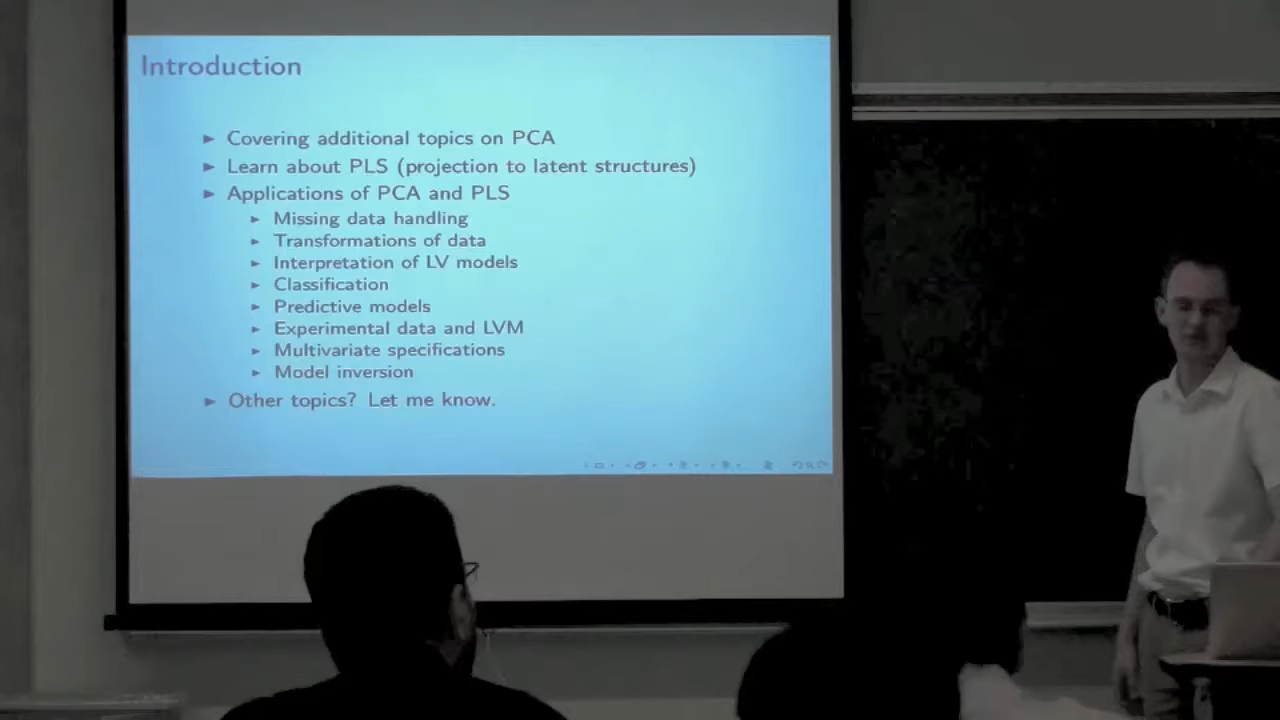 Introduction
Covering additional topics on PCA
Learn about PLS (projection to latent structures)
Applications of PCA and PLS
Missing data handling
Transformations of data
Interpretation of LV models
Classification
Predictive models
Experimental data and LVM
Multivariate specifications
Model inversion
Other topics? Let me know.